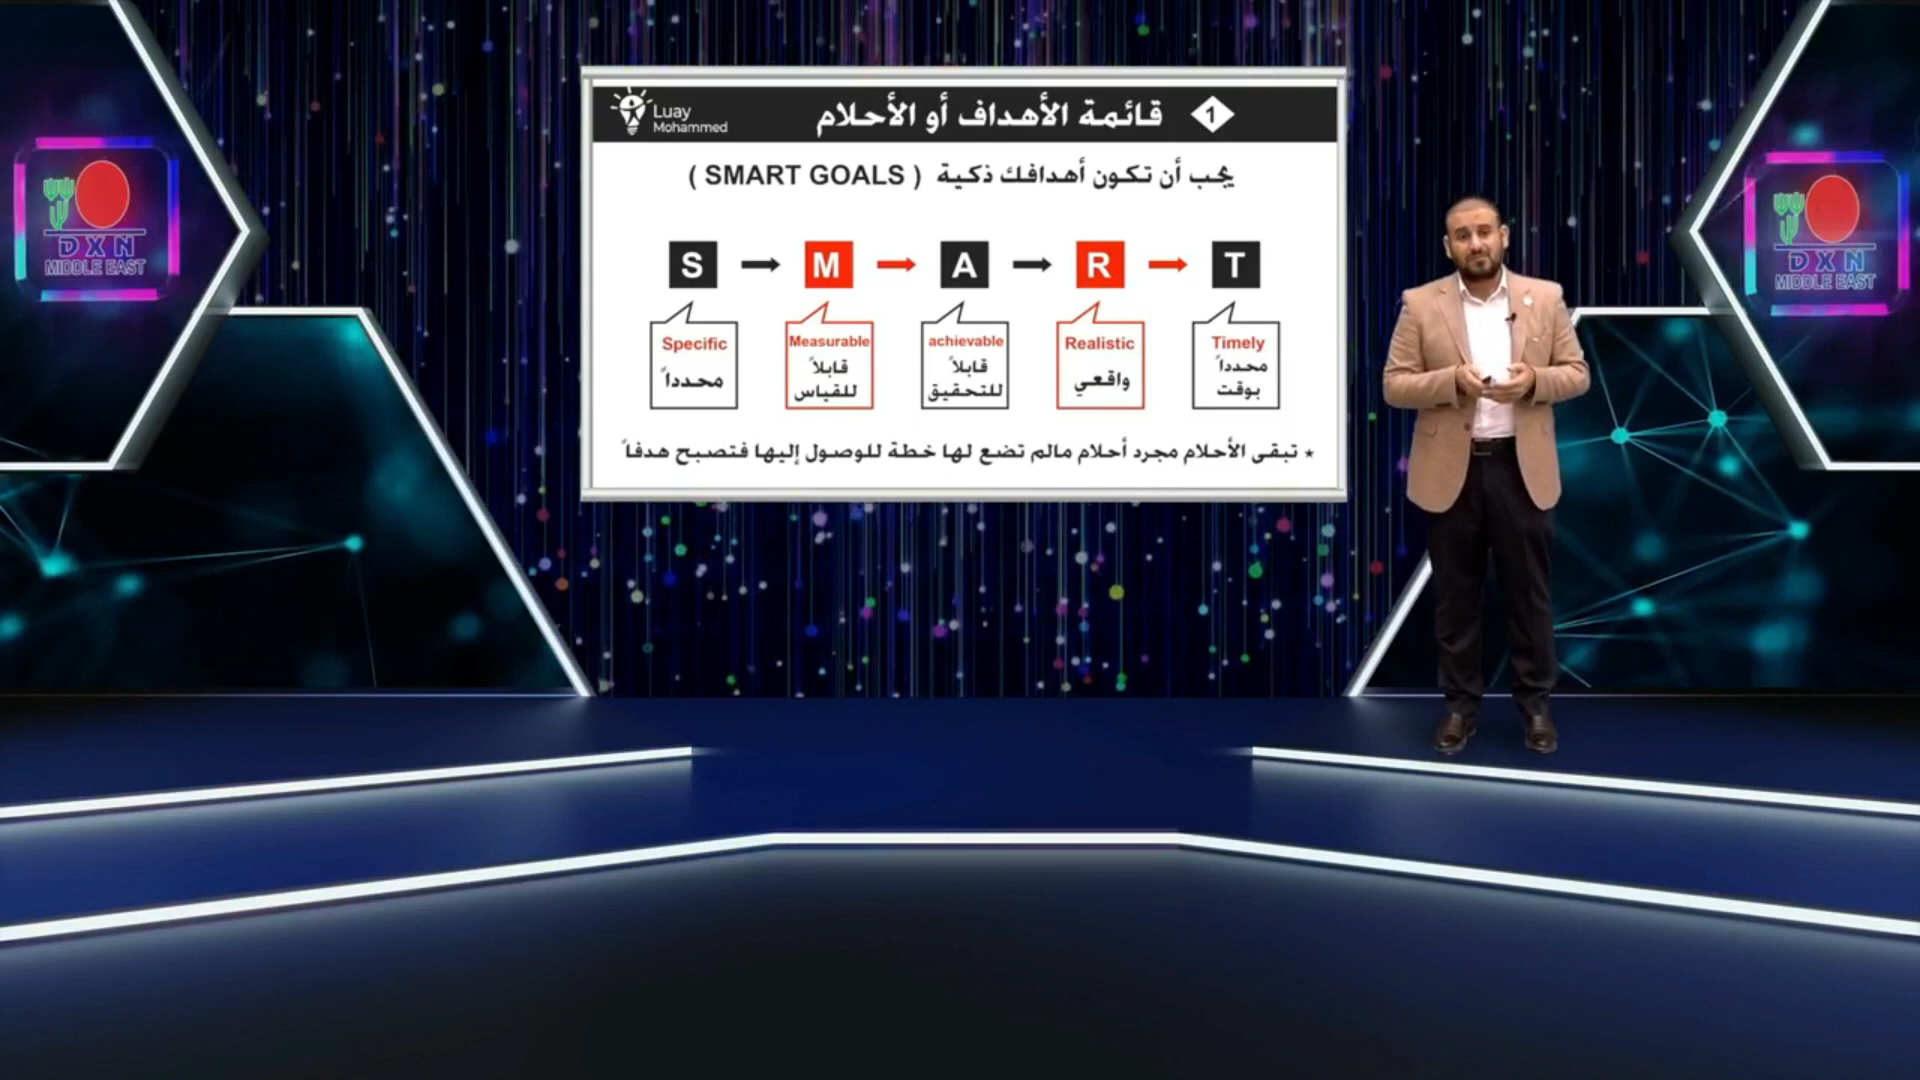 Luay
Mohammed
1 قائمة الأهداف أو الأحلام
يجب أن تكون أهدافك ذكية ( SMART GOALS )
S M A R T
Specific
محدداً
Measurable
قابلاً
للقياس
achievable
قابلاً
للتحقيق
Realistic
واقعي
Timely
محدداً
بوقت
* تبقى الأحلام مجرد أحلام مالم تضع لها خطة للوصول إليها فتصبح هدفاً
DXN
MIDDLE EAST
DXN
MIDDLE EAST